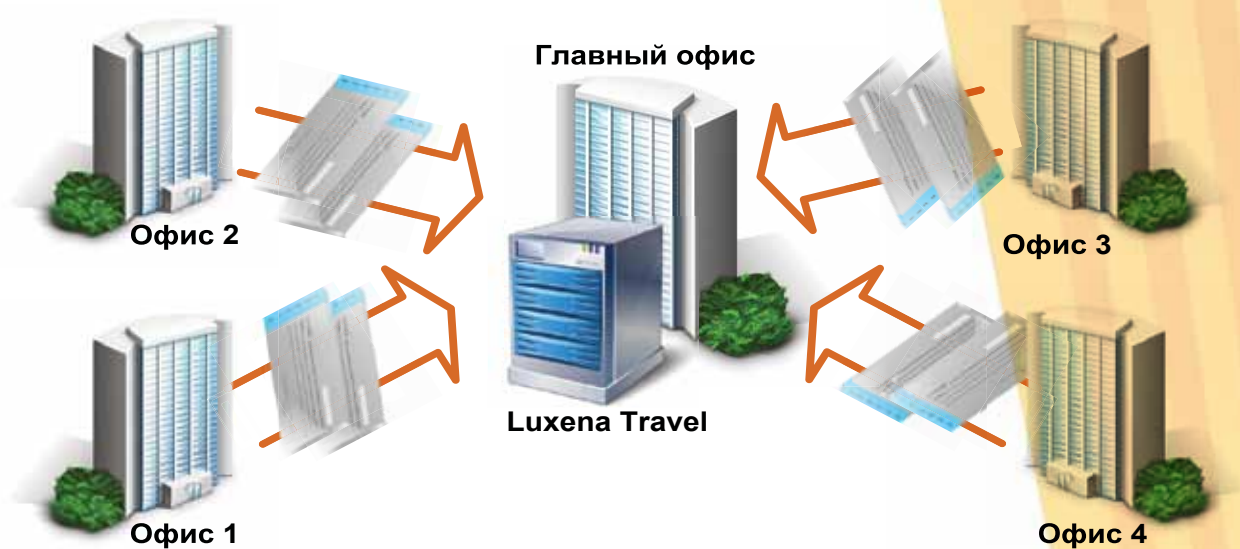 Главный офис
Офис 2
Офис 3
Luxena Travel
Офис 1
Офис 4